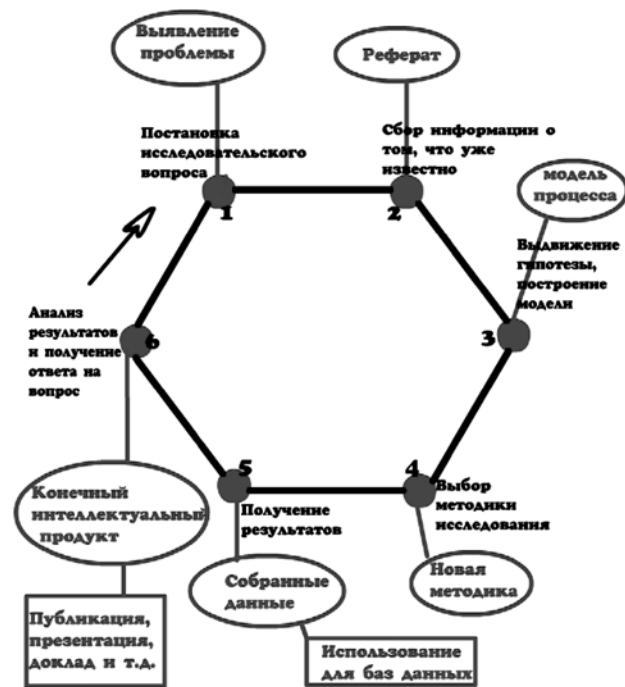 Выявление
проблемы
Реферат
Постановка
исследовательского
вопроса
Сбор информации о
том, что уже
известно
1
2
модель
процесса
Выдвижение
гипотезы,
построение
модели
3
Анализ
результатов
и получение
ответа на
вопрос
6
5
4
Получение
результатов
Выбор
методики
исследования
Конечный
интеллектуальный
продукт
Собранные
данные
Новая
методика
Публикация,
презентация,
доклад и т.д.
Использование
для баз данных